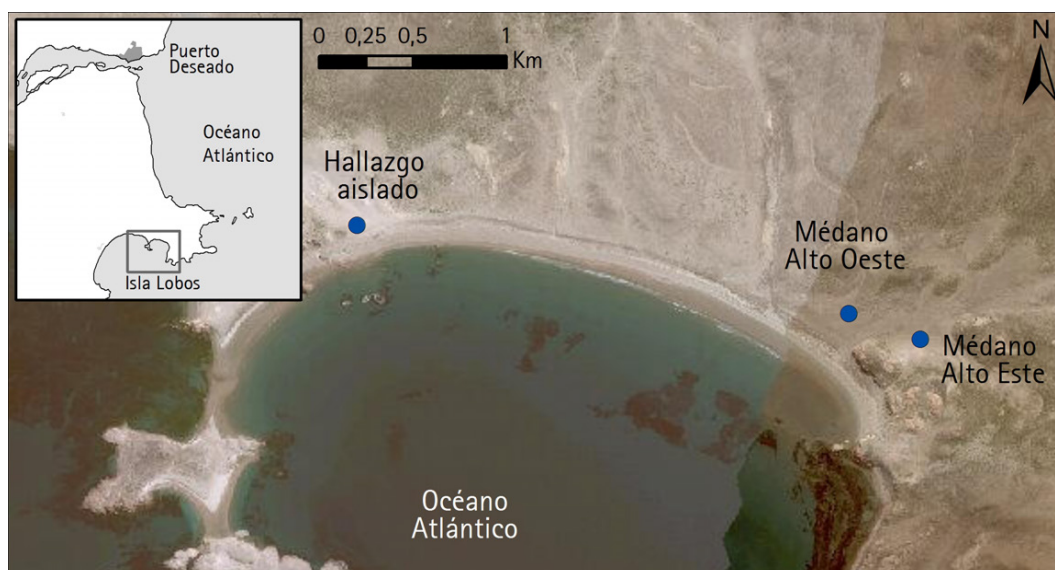 Puerto
Deseado
Océano
Atlántico
Isla Lobos
0 0,25 0,5 1
Km
N
Hallazgo
aislado
Médano
Alto Oeste
Médano
Alto Este
Océano
Atlántico